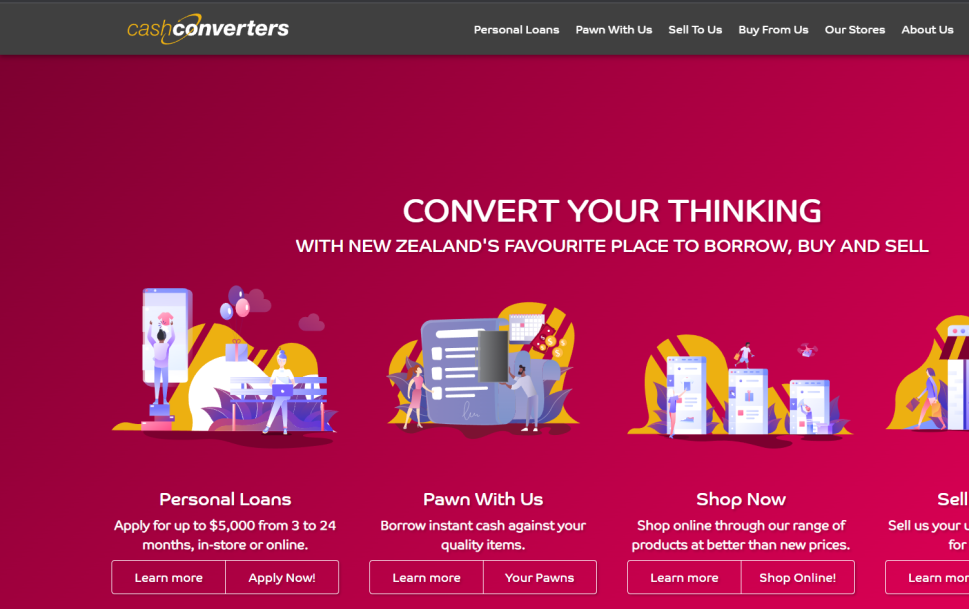 cashconverters
Personal Loans
Pawn With Us
Sell To Us
Buy From Us
Our Stores
About Us
CONVERT YOUR THINKING
WITH NEW ZEALAND'S FAVOURITE PLACE TO BORROW, BUY AND SELL
Personal Loans
Apply for up to $5,000 from 3 to 24
months, in-store or online.
Learn more
Apply Now!
Pawn With Us
Borrow instant cash against your
quality items.
Learn more
Your Pawns
Shop Now
Shop online through our range of
products at better than new prices.
Learn more
Shop Online!
Sell
Sell us your
for
Learn